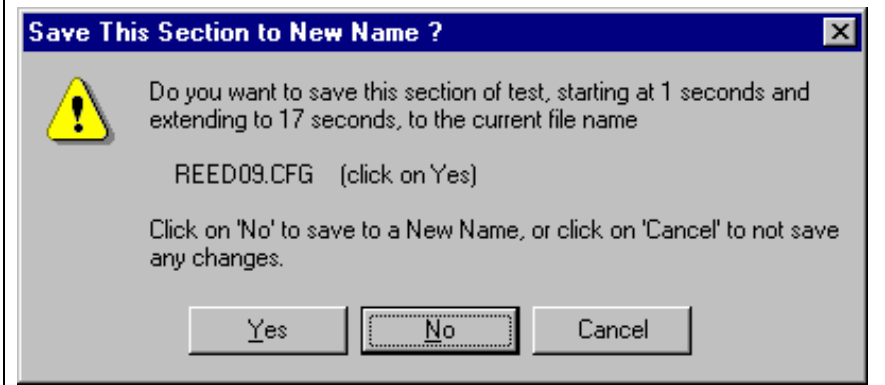 Save This Section to New Name ?
Do you want to save this section of test, starting at 1 seconds and
extending to 17 seconds, to the current file name
REED09.CFG (click on Yes)
Click on 'No' to save to a New Name, or click on 'Cancel' to not save
any changes.
Yes No Cancel